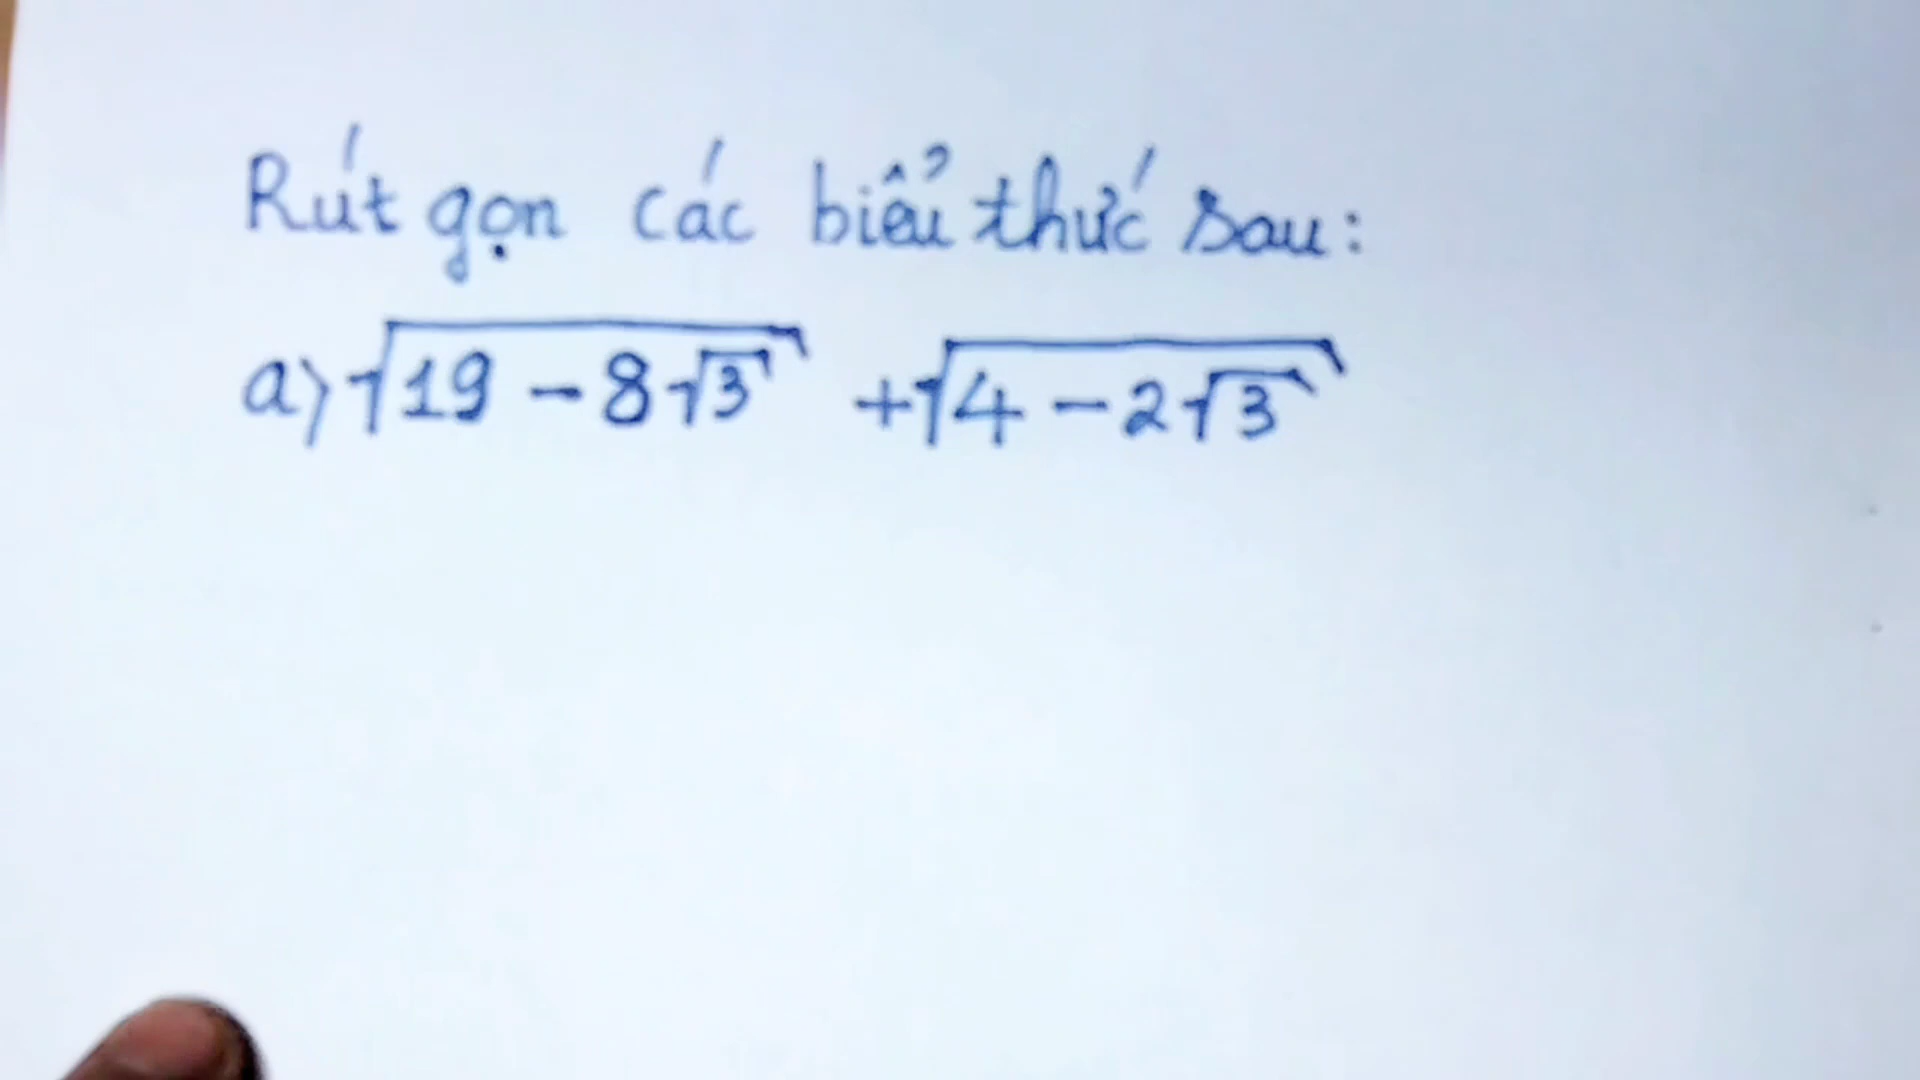 Rút gọn các biểu thức sau:
a) √(19 - 8√3) + √(4 - 2√3)